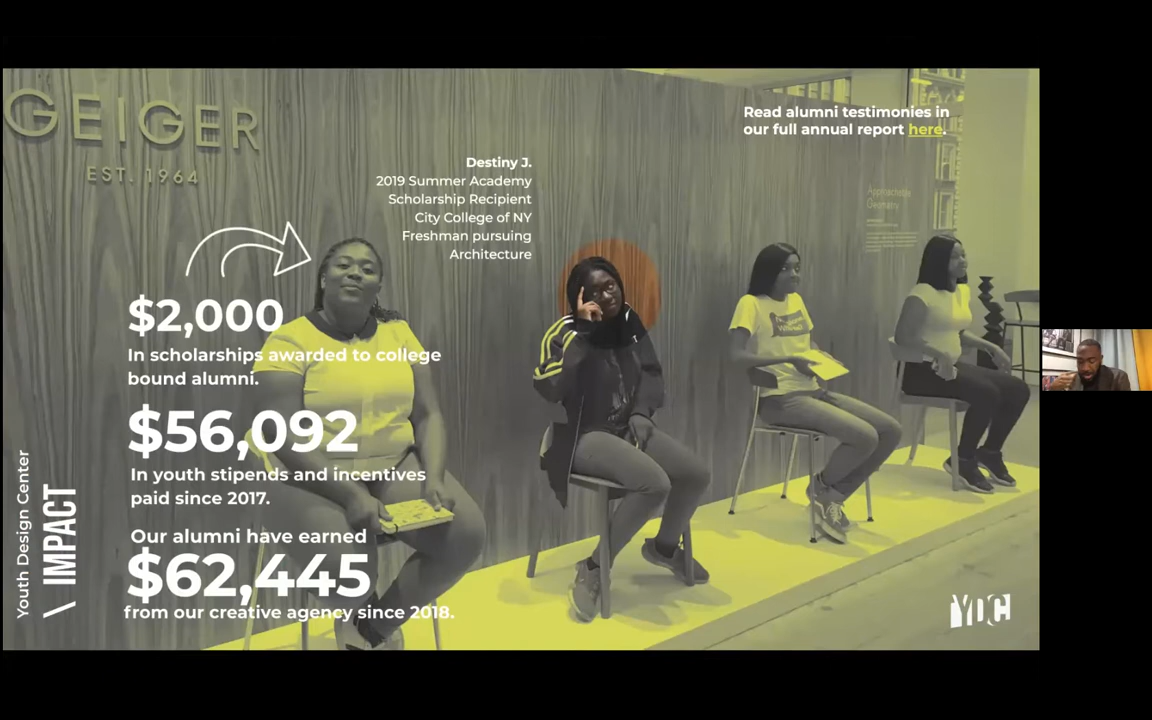 GEIGER
EST. 1964
Read alumni testimonies in
our full annual report here.
Destiny J.
2019 Summer Academy
Scholarship Recipient
City College of NY
Freshman pursuing
Architecture
Approachable
Geometry
$2,000
In scholarships awarded to college
bound alumni.
$56,092
In youth stipends and incentives
paid since 2017.
Our alumni have earned
$62,445
from our creative agency since 2018.
Youth Design Center
\ IMPACT
YDC